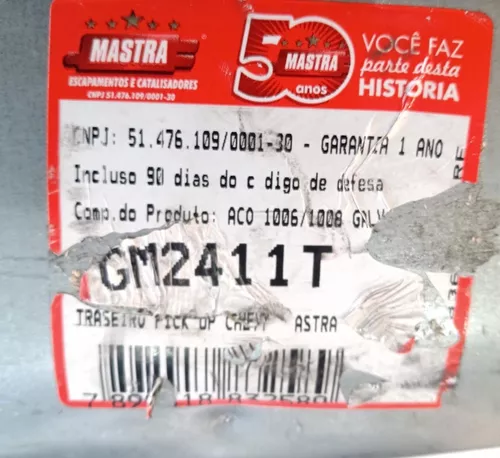 MASTRA
ESCAPAMENTOS E CATALISADORES
CNPJ 51.476.109/0001-30
50 anos
MASTRA
VOCÊ FAZ
parte desta
HISTÓRIA
CNPJ: 51.476.109/0001-30 - GARANTIA 1 ANO
Incluso 90 dias do c digo de defesa
Comp.do Produto: ACO 1006/1008 GALV
GM2411T
TRASEIRO PICK UP CHEVY ASTRA